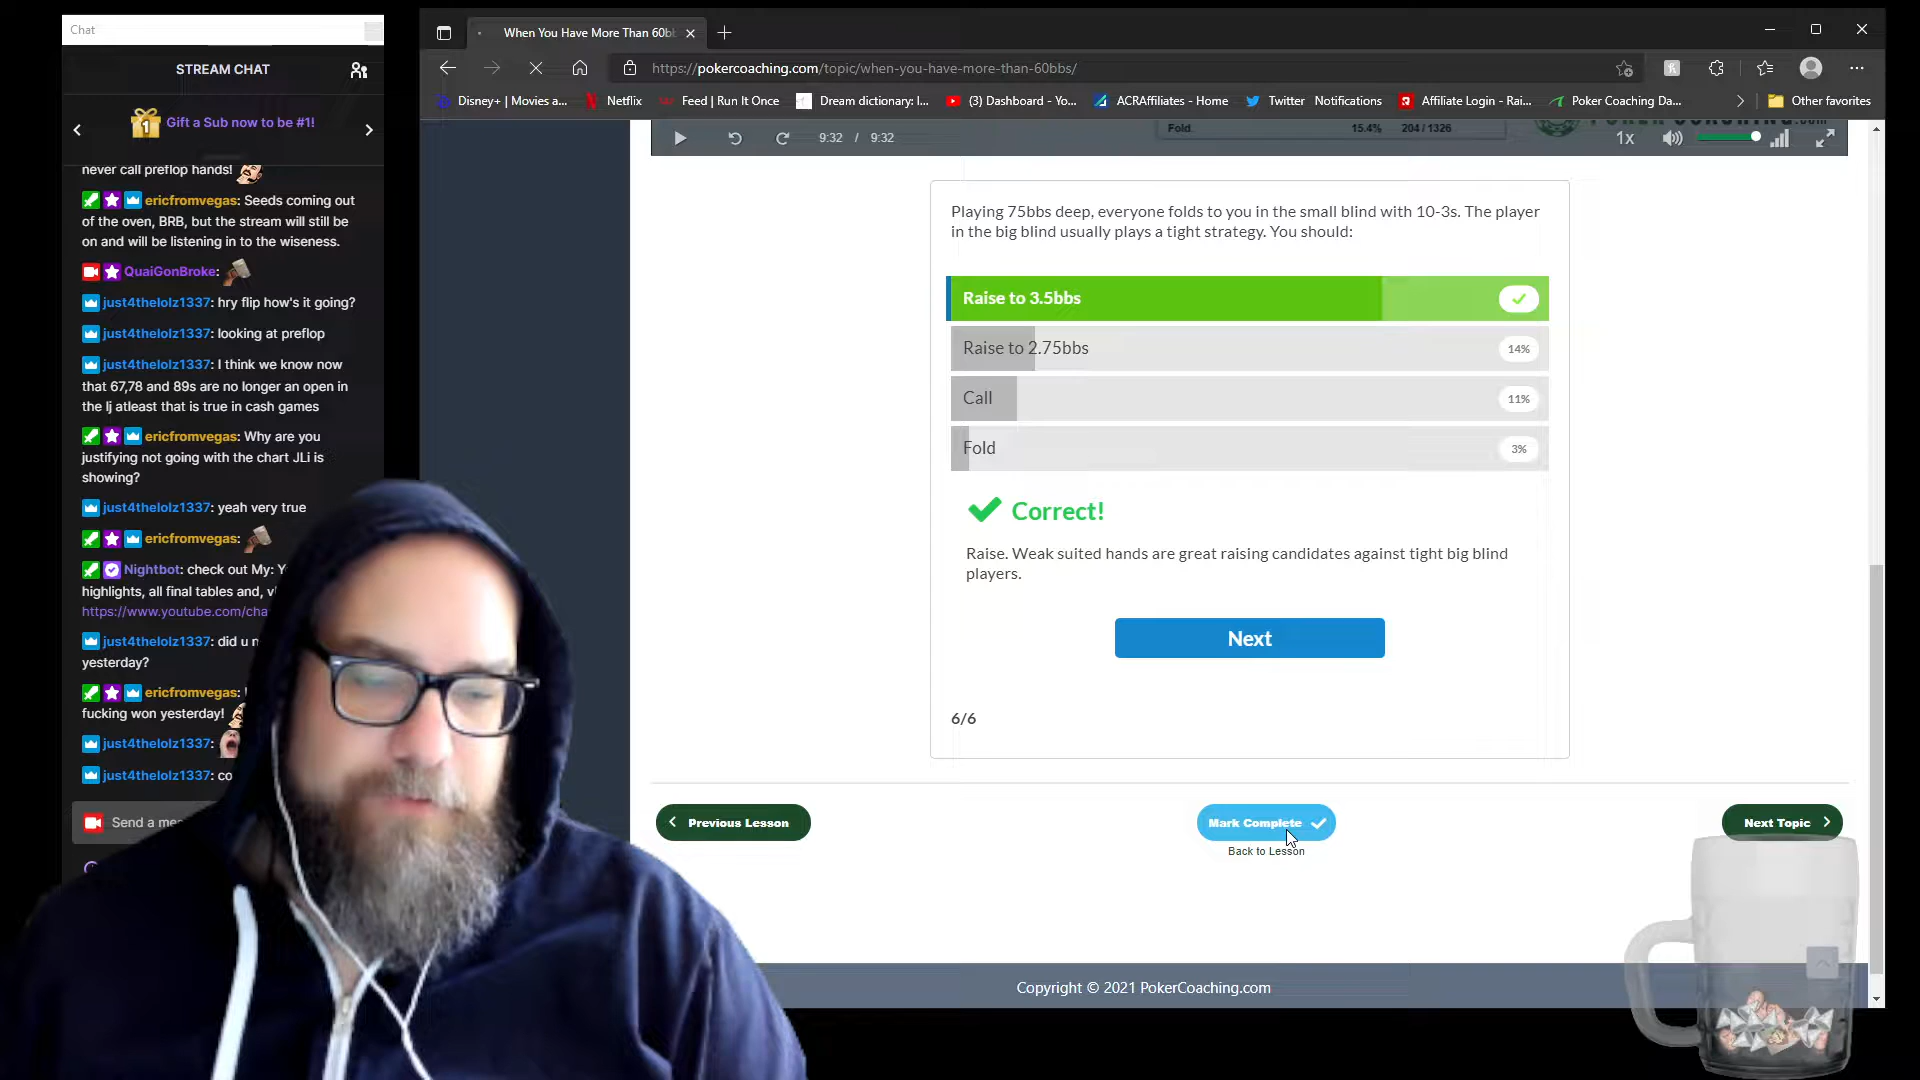 Chat
STREAM CHAT
1
Gift a Sub now to be #1!
never call preflop hands!
ericfromvegas: Seeds coming out
of the oven, BRB, but the stream will still be
on and will be listening in to the wiseness.
QuaiGonBroke:
just4thelolz1337: hry flip how's it going?
just4thelolz1337: looking at preflop
just4thelolz1337: I think we know now
that 67,78 and 89s are no longer an open in
the lj atleast that is true in cash games
ericfromvegas: Why are you
justifying not going with the chart JLi is
showing?
just4thelolz1337: yeah very true
ericfromvegas:
Nightbot: check out My: Y
highlights, all final tables and, v
https://www.youtube.com/cha
just4thelolz1337: did u n
yesterday?
ericfromvegas:
fucking won yesterday!
just4thelolz1337:
just4thelolz1337: co
Send a mes
When You Have More Than 60b
https://pokercoaching.com/topic/when-you-have-more-than-60bbs/
Disney+ | Movies a...
Netflix
Feed | Run It Once
Dream dictionary: I...
(3) Dashboard - Yo...
ACRAffiliates - Home
Twitter
Notifications
Affiliate Login - Rai...
Poker Coaching Da...
Other favorites
9:32 / 9:32
Fold
15.4%
204 / 1326
1x
Playing 75bbs deep, everyone folds to you in the small blind with 10-3s. The player
in the big blind usually plays a tight strategy. You should:
Raise to 3.5bbs
Raise to 2.75bbs
14%
Call
11%
Fold
3%
Correct!
Raise. Weak suited hands are great raising candidates against tight big blind
players.
Next
6/6
Previous Lesson
Mark Complete
Back to Lesson
Next Topic
Copyright © 2021 PokerCoaching.com